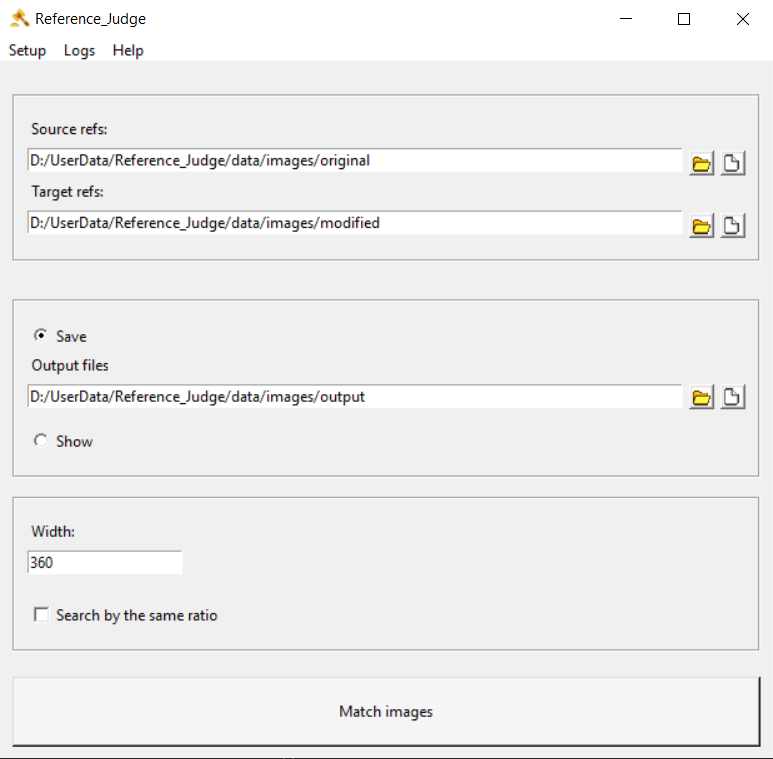 Reference_Judge
Setup Logs Help
Source refs:
D:/UserData/Reference_Judge/data/images/original
Target refs:
D:/UserData/Reference_Judge/data/images/modified
Save
Output files
D:/UserData/Reference_Judge/data/images/output
Show
Width:
360
Search by the same ratio
Match images